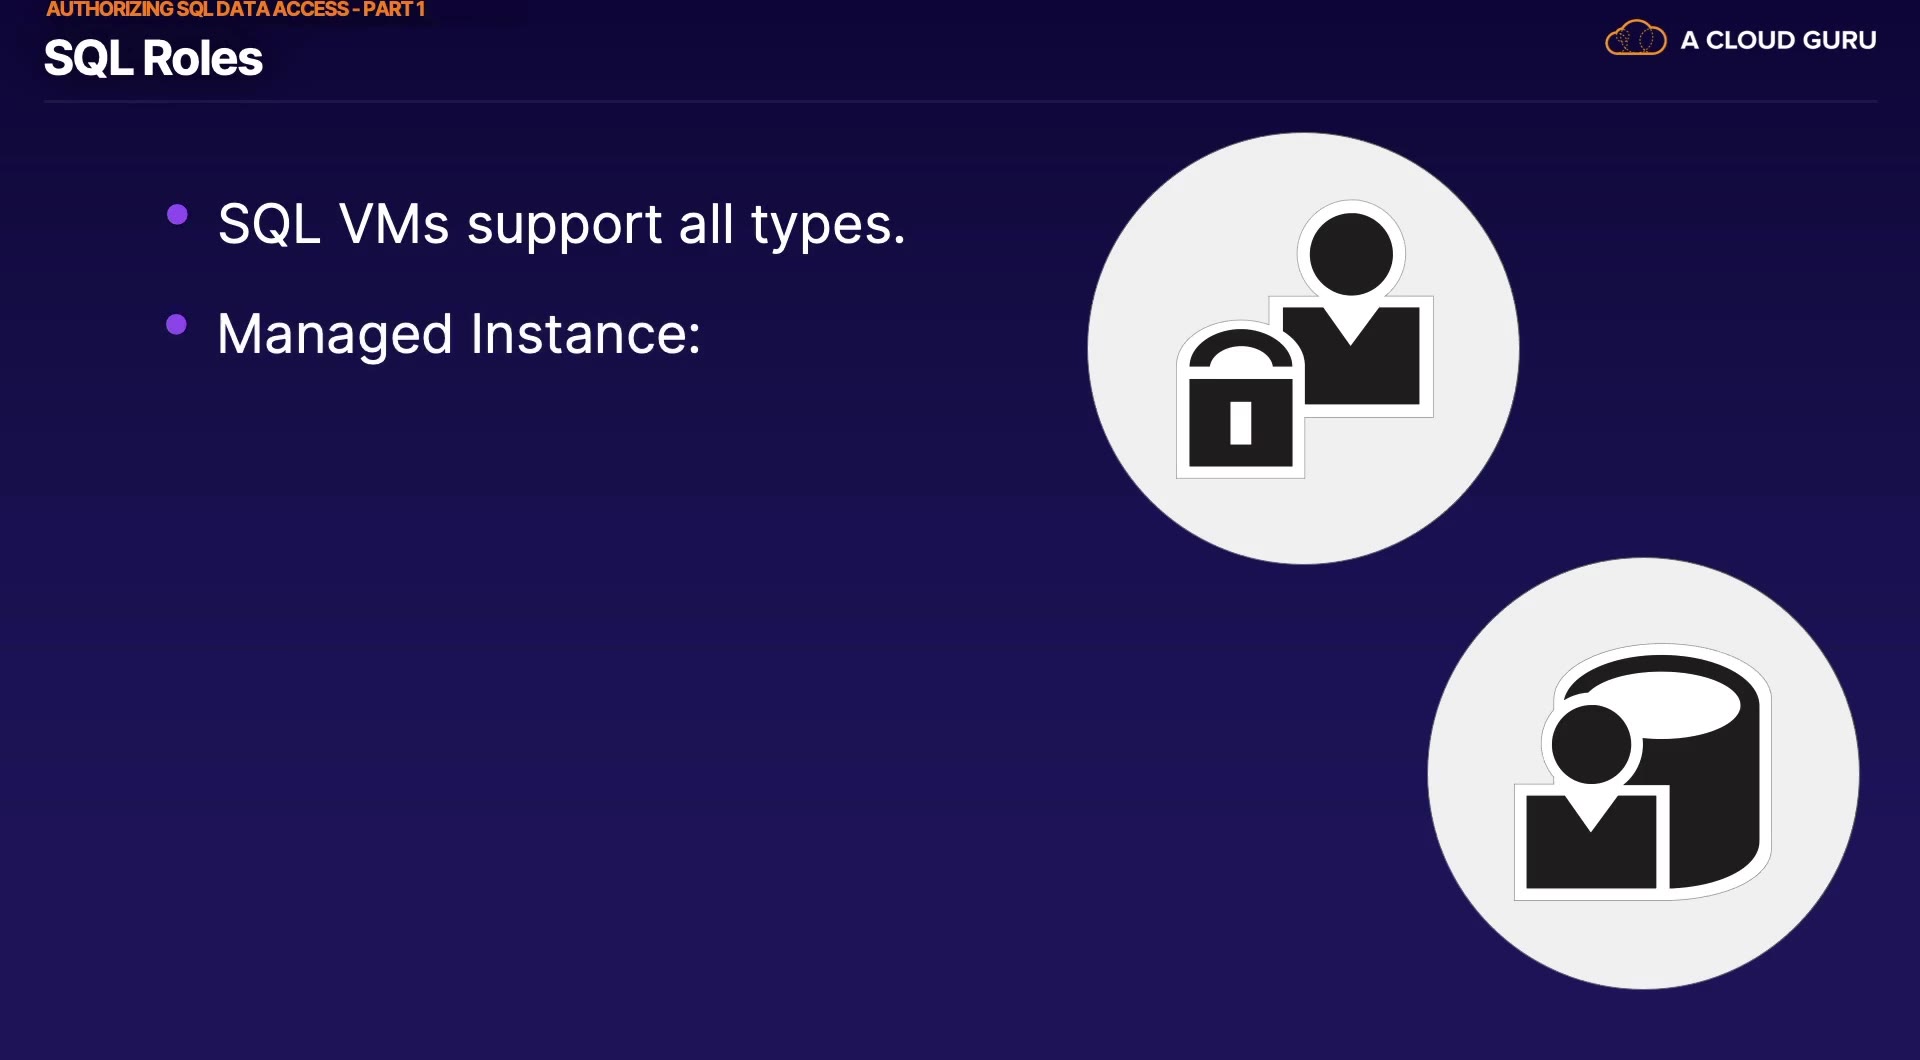 AUTHORIZING SQL DATA ACCESS - PART 1
SQL Roles
A CLOUD GURU
SQL VMs support all types.
Managed Instance: